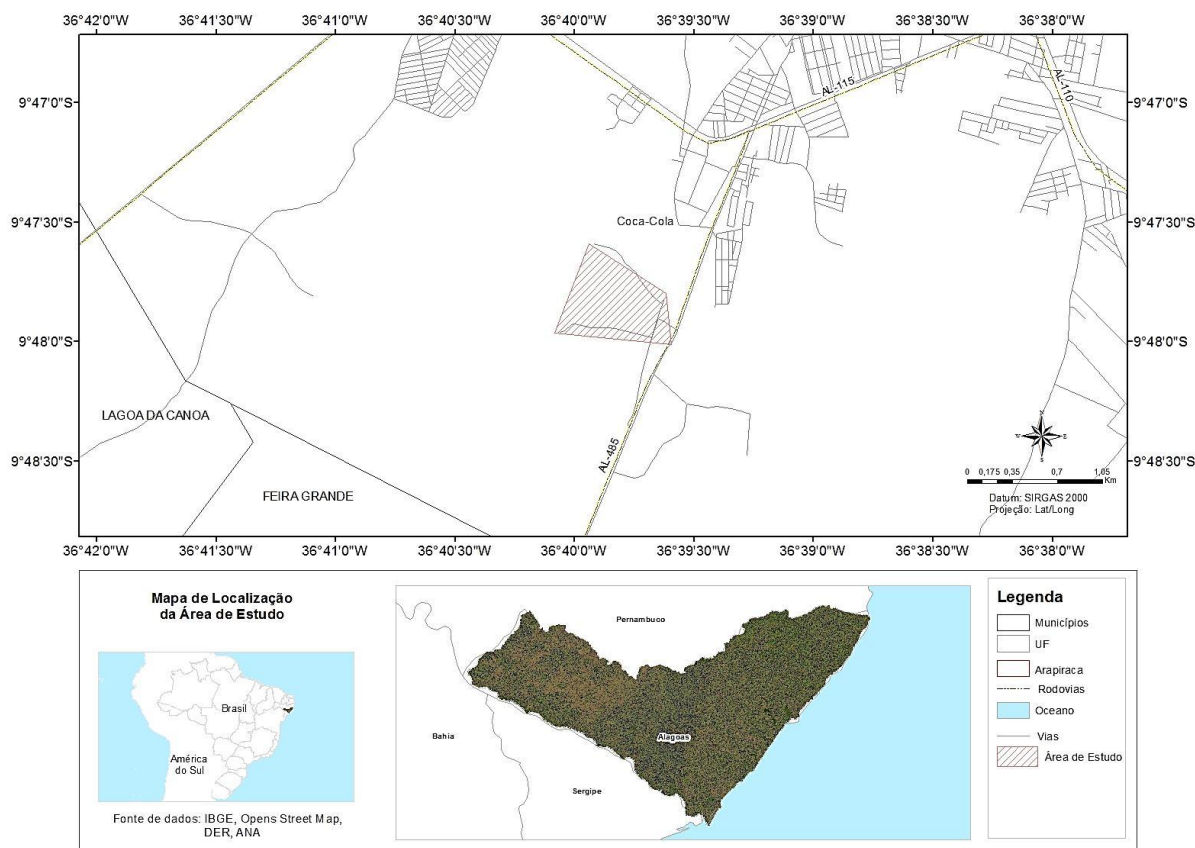 36°42'0"W 36°41'30"W 36°41'0"W 36°40'30"W 36°40'0"W 36°39'30"W 36°39'0"W 36°38'30"W 36°38'0"W
9°47'0"S
9°47'0"S
AL-115
AL-110
9°47'30"S
9°47'30"S
Coca-Cola
9°48'0"S
9°48'0"S
LAGOA DA CANOA
AL-485
9°48'30"S
9°48'30"S
FEIRA GRANDE
N
W
E
S
0 0,175 0,35 0,7 1,05
Km
Datum: SIRGAS 2000
Projeção: Lat/Long
36°42'0"W 36°41'30"W 36°41'0"W 36°40'30"W 36°40'0"W 36°39'30"W 36°39'0"W 36°38'30"W 36°38'0"W
Mapa de Localização
da Área de Estudo
Brasil
América
do Sul
Fonte de dados: IBGE, Opens Street Map,
DER, ANA
Pernambuco
Alagoas
Bahia
Sergipe
Legenda
Municípios
UF
Arapiraca
Rodovias
Oceano
Vias
Área de Estudo